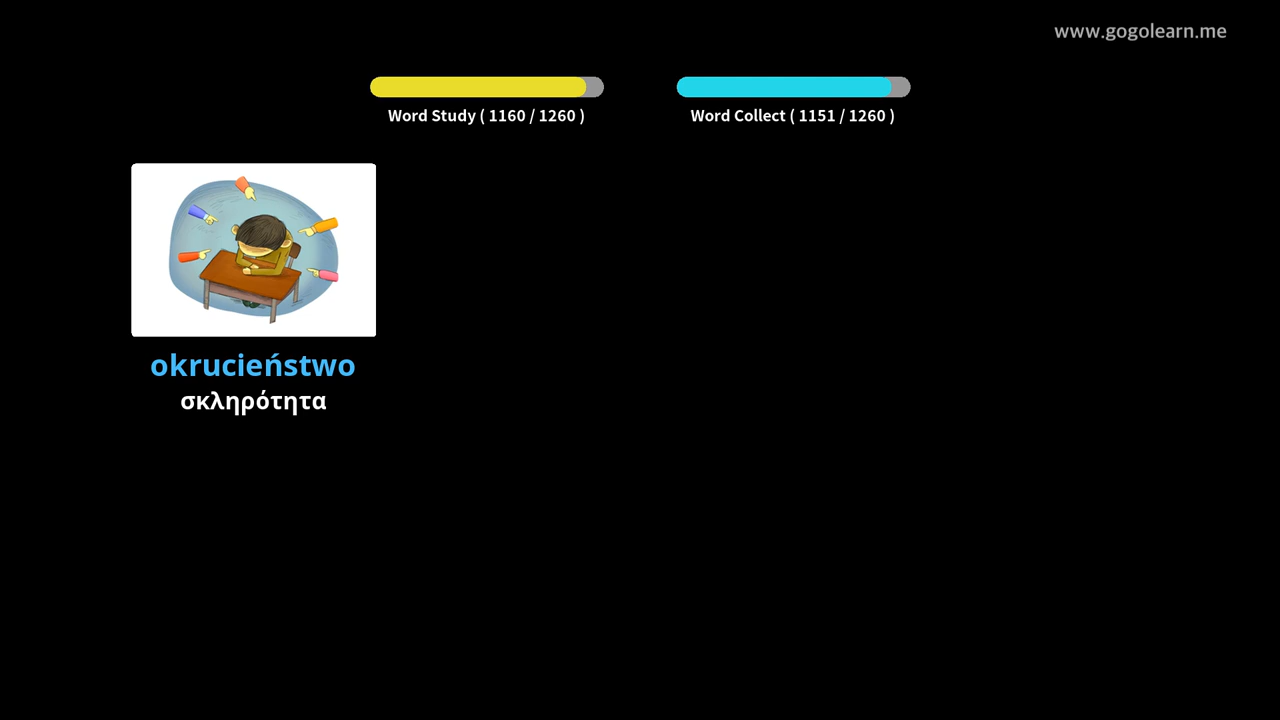 www.gogolearn.me
Word Study ( 1160 / 1260 )
Word Collect ( 1151 / 1260 )
okrucieństwo
σκληρότητα